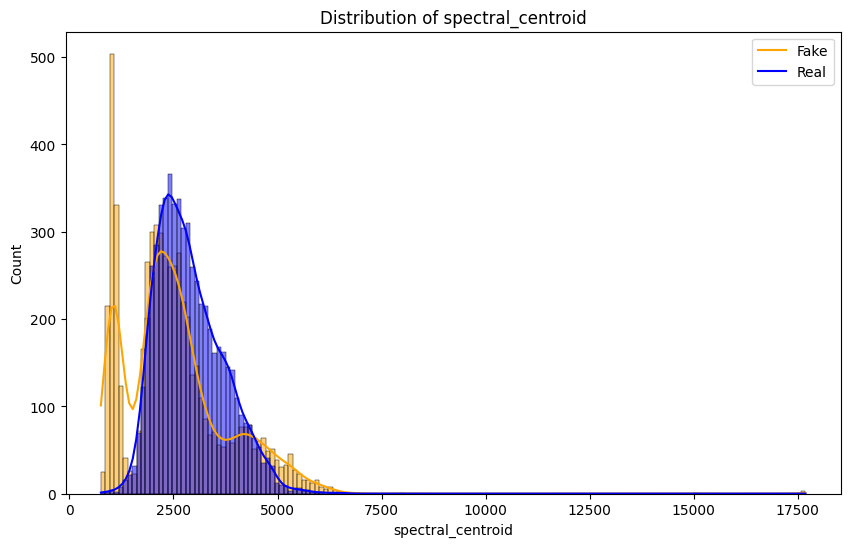 Distribution of spectral_centroid
Fake
Real
500
400
300
200
100
0
Count
0 2500 5000 7500 10000 12500 15000 17500
spectral_centroid